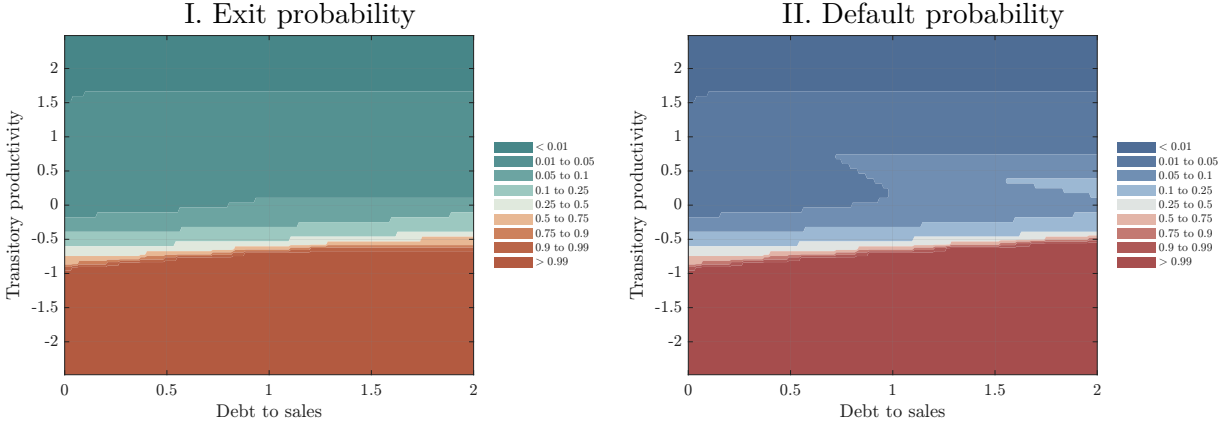 I. Exit probability
Transitory productivity
2
1.5
1
0.5
0
-0.5
-1
-1.5
-2
0
0.5
1
1.5
2
Debt to sales
< 0.01
0.01 to 0.05
0.05 to 0.1
0.1 to 0.25
0.25 to 0.5
0.5 to 0.75
0.75 to 0.9
0.9 to 0.99
> 0.99
II. Default probability
Transitory productivity
2
1.5
1
0.5
0
-0.5
-1
-1.5
-2
0
0.5
1
1.5
2
Debt to sales
< 0.01
0.01 to 0.05
0.05 to 0.1
0.1 to 0.25
0.25 to 0.5
0.5 to 0.75
0.75 to 0.9
0.9 to 0.99
> 0.99